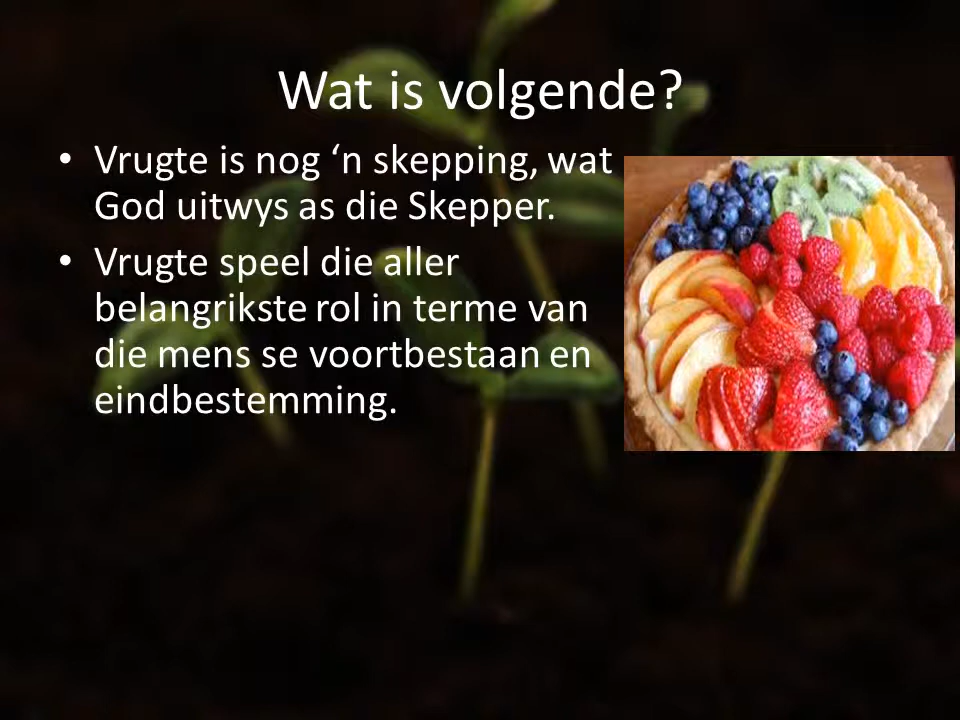 Wat is volgende?
• Vrugte is nog ‘n skepping, wat
God uitwys as die Skepper.
• Vrugte speel die aller
belangrikste rol in terme van
die mens se voortbestaan en
eindbestemming.